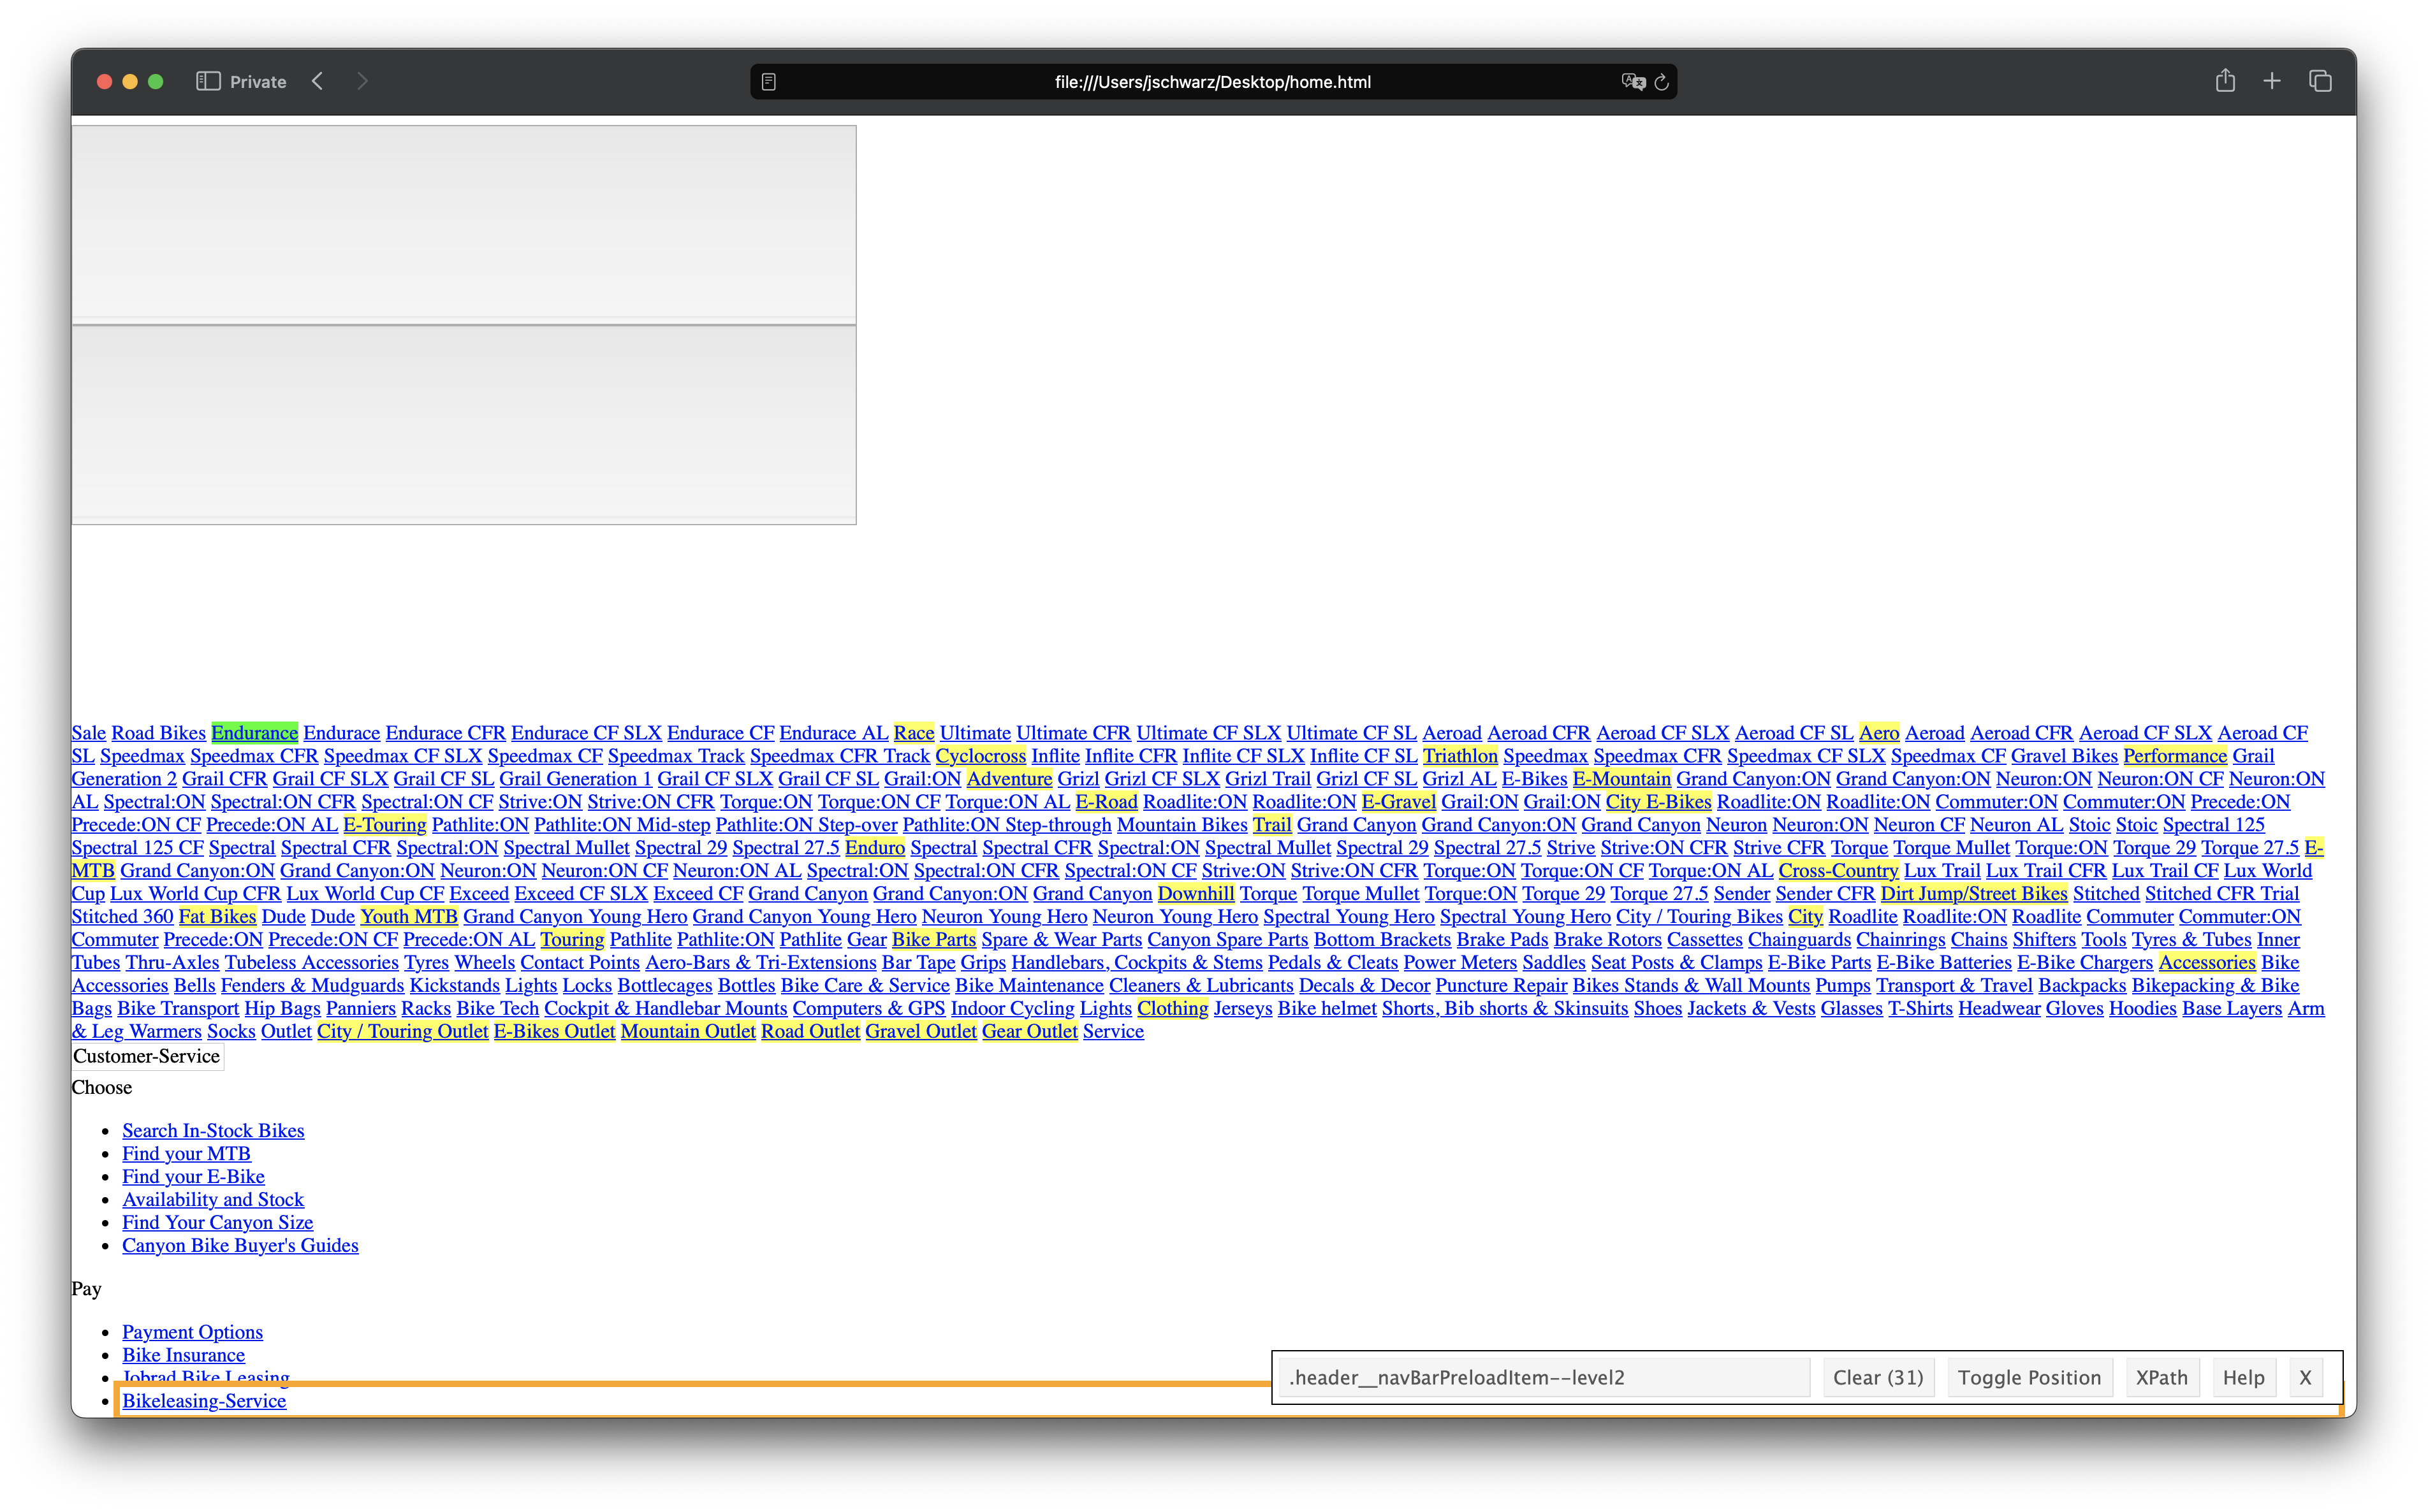 Private
file:///Users/jschwarz/Desktop/home.html
Sale Road Bikes Endurance Endurace Endurace CFR Endurace CF SLX Endurace CF Endurace AL Race Ultimate Ultimate CFR Ultimate CF SLX Ultimate CF SL Aeroad Aeroad CFR Aeroad CF SLX Aeroad CF SL Aero Aeroad Aeroad CFR Aeroad CF SLX Aeroad CF
SL Speedmax Speedmax CFR Speedmax CF SLX Speedmax CF Speedmax Track Speedmax CFR Track Cyclocross Inflite Inflite CFR Inflite CF SLX Inflite CF SL Triathlon Speedmax Speedmax CFR Speedmax CF SLX Speedmax CF Gravel Bikes Performance Grail
Generation 2 Grail CFR Grail CF SLX Grail CF SL Grail Generation 1 Grail CF SLX Grail CF SL Grail:ON Adventure Grizl Grizl CF SLX Grizl Trail Grizl CF SL Grizl AL E-Bikes E-Mountain Grand Canyon:ON Grand Canyon:ON Neuron:ON Neuron:ON CF Neuron:ON
AL Spectral:ON Spectral:ON CFR Spectral:ON CF Strive:ON Strive:ON CFR Torque:ON Torque:ON CF Torque:ON AL E-Road Roadlite:ON Roadlite:ON E-Gravel Grail:ON Grail:ON City E-Bikes Roadlite:ON Roadlite:ON Commuter:ON Commuter:ON Precede:ON
Precede:ON CF Precede:ON AL E-Touring Pathlite:ON Pathlite:ON Mid-step Pathlite:ON Step-over Pathlite:ON Step-through Mountain Bikes Trail Grand Canyon Grand Canyon:ON Grand Canyon Neuron Neuron:ON Neuron CF Neuron AL Stoic Stoic Spectral 125
Spectral 125 CF Spectral Spectral CFR Spectral:ON Spectral Mullet Spectral 29 Spectral 27.5 Enduro Spectral Spectral CFR Spectral:ON Spectral Mullet Spectral 29 Spectral 27.5 Strive Strive:ON CFR Strive CFR Torque Torque Mullet Torque:ON Torque 29 Torque 27.5 E-
MTB Grand Canyon:ON Grand Canyon:ON Neuron:ON Neuron:ON CF Neuron:ON AL Spectral:ON Spectral:ON CFR Spectral:ON CF Strive:ON Strive:ON CFR Torque:ON Torque:ON CF Torque:ON AL Cross-Country Lux Trail Lux Trail CFR Lux Trail CF Lux World
Cup Lux World Cup CFR Lux World Cup CF Exceed Exceed CF SLX Exceed CF Grand Canyon Grand Canyon:ON Grand Canyon Downhill Torque Torque Mullet Torque:ON Torque 29 Torque 27.5 Sender Sender CFR Dirt Jump/Street Bikes Stitched Stitched CFR Trial
Stitched 360 Fat Bikes Dude Dude Youth MTB Grand Canyon Young Hero Grand Canyon Young Hero Neuron Young Hero Neuron Young Hero Spectral Young Hero Spectral Young Hero City / Touring Bikes City Roadlite Roadlite:ON Roadlite Commuter Commuter:ON
Commuter Precede:ON Precede:ON CF Precede:ON AL Touring Pathlite Pathlite:ON Pathlite Gear Bike Parts Spare & Wear Parts Canyon Spare Parts Bottom Brackets Brake Pads Brake Rotors Cassettes Chainguards Chainrings Chains Shifters Tools Tyres & Tubes Inner
Tubes Thru-Axles Tubeless Accessories Tyres Wheels Contact Points Aero-Bars & Tri-Extensions Bar Tape Grips Handlebars, Cockpits & Stems Pedals & Cleats Power Meters Saddles Seat Posts & Clamps E-Bike Parts E-Bike Batteries E-Bike Chargers Accessories Bike
Accessories Bells Fenders & Mudguards Kickstands Lights Locks Bottlecages Bottles Bike Care & Service Bike Maintenance Cleaners & Lubricants Decals & Decor Puncture Repair Bikes Stands & Wall Mounts Pumps Transport & Travel Backpacks Bikepacking & Bike
Bags Bike Transport Hip Bags Panniers Racks Bike Tech Cockpit & Handlebar Mounts Computers & GPS Indoor Cycling Lights Clothing Jerseys Bike helmet Shorts, Bib shorts & Skinsuits Shoes Jackets & Vests Glasses T-Shirts Headwear Gloves Hoodies Base Layers Arm
& Leg Warmers Socks Outlet City / Touring Outlet E-Bikes Outlet Mountain Outlet Road Outlet Gravel Outlet Gear Outlet Service
Customer-Service
Choose
• Search In-Stock Bikes
• Find your MTB
• Find your E-Bike
• Availability and Stock
• Find Your Canyon Size
• Canyon Bike Buyer's Guides
Pay
• Payment Options
• Bike Insurance
• Jobrad Bike Leasing
• Bikeleasing-Service
.header__navBarPreloadItem--level2 Clear (31) Toggle Position XPath Help X